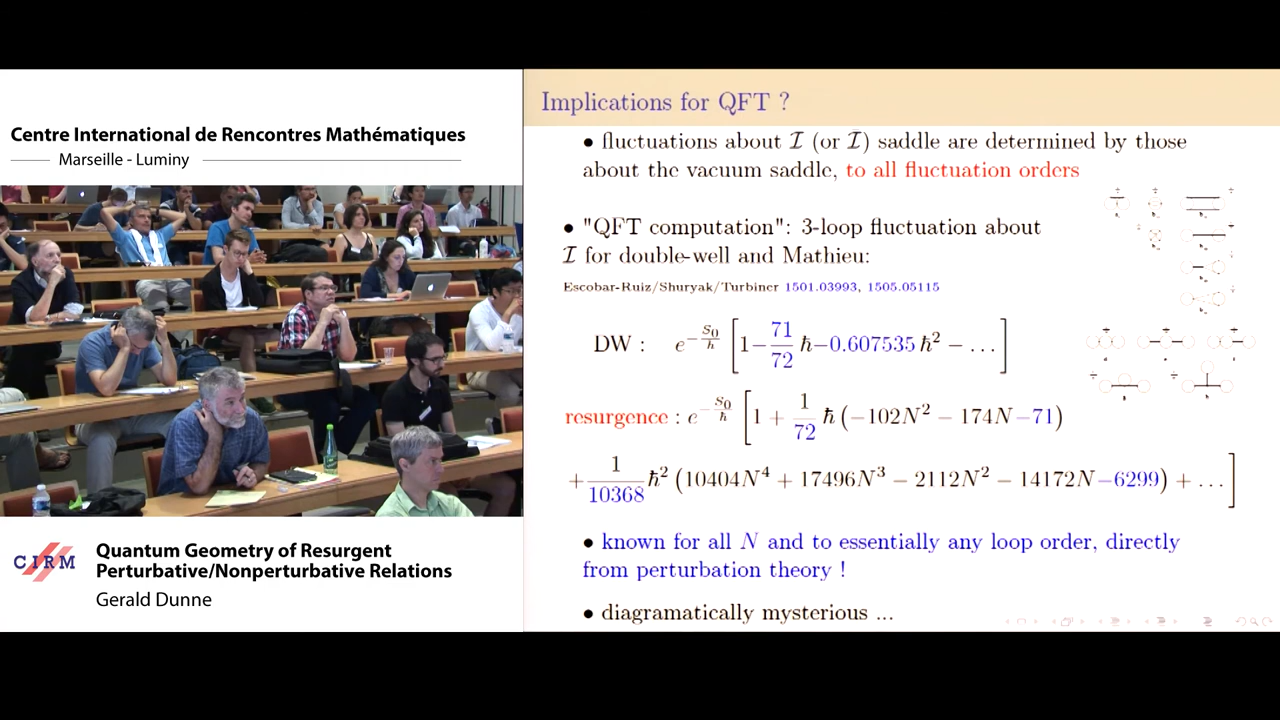 Centre International de Rencontres Mathématiques
Marseille - Luminy
CIRM
Quantum Geometry of Resurgent
Perturbative/Nonperturbative Relations
Gerald Dunne
Implications for QFT ?
• fluctuations about I (or Ī) saddle are determined by those
about the vacuum saddle, to all fluctuation orders
• "QFT computation": 3-loop fluctuation about
I for double-well and Mathieu:
Escobar-Ruiz/Shuryak/Turbiner 1501.03993, 1505.05115
DW : e^{-S_0/ħ} [1 − 71/72 ħ − 0.607535 ħ² − ...]
resurgence : e^{-S_0/ħ} [1 + 1/72 ħ (−102N² − 174N − 71)
+ 1/10368 ħ² (10404N⁴ + 17496N³ − 2112N² − 14172N − 6299) + ...]
• known for all N and to essentially any loop order, directly
from perturbation theory !
• diagramatically mysterious ...